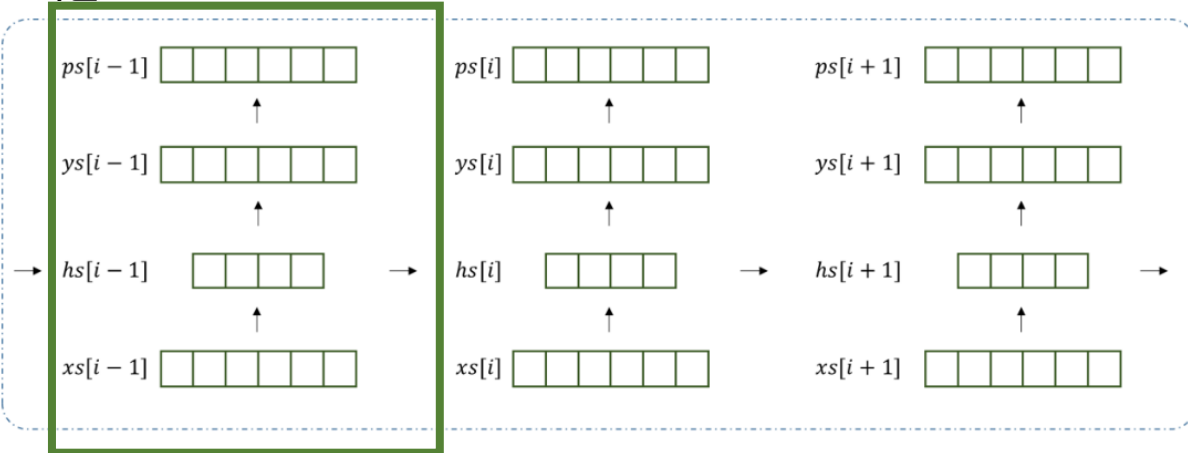 ps[i − 1] ps[i] ps[i + 1]
ys[i − 1] ys[i] ys[i + 1]
hs[i − 1] hs[i] hs[i + 1]
xs[i − 1] xs[i] xs[i + 1]